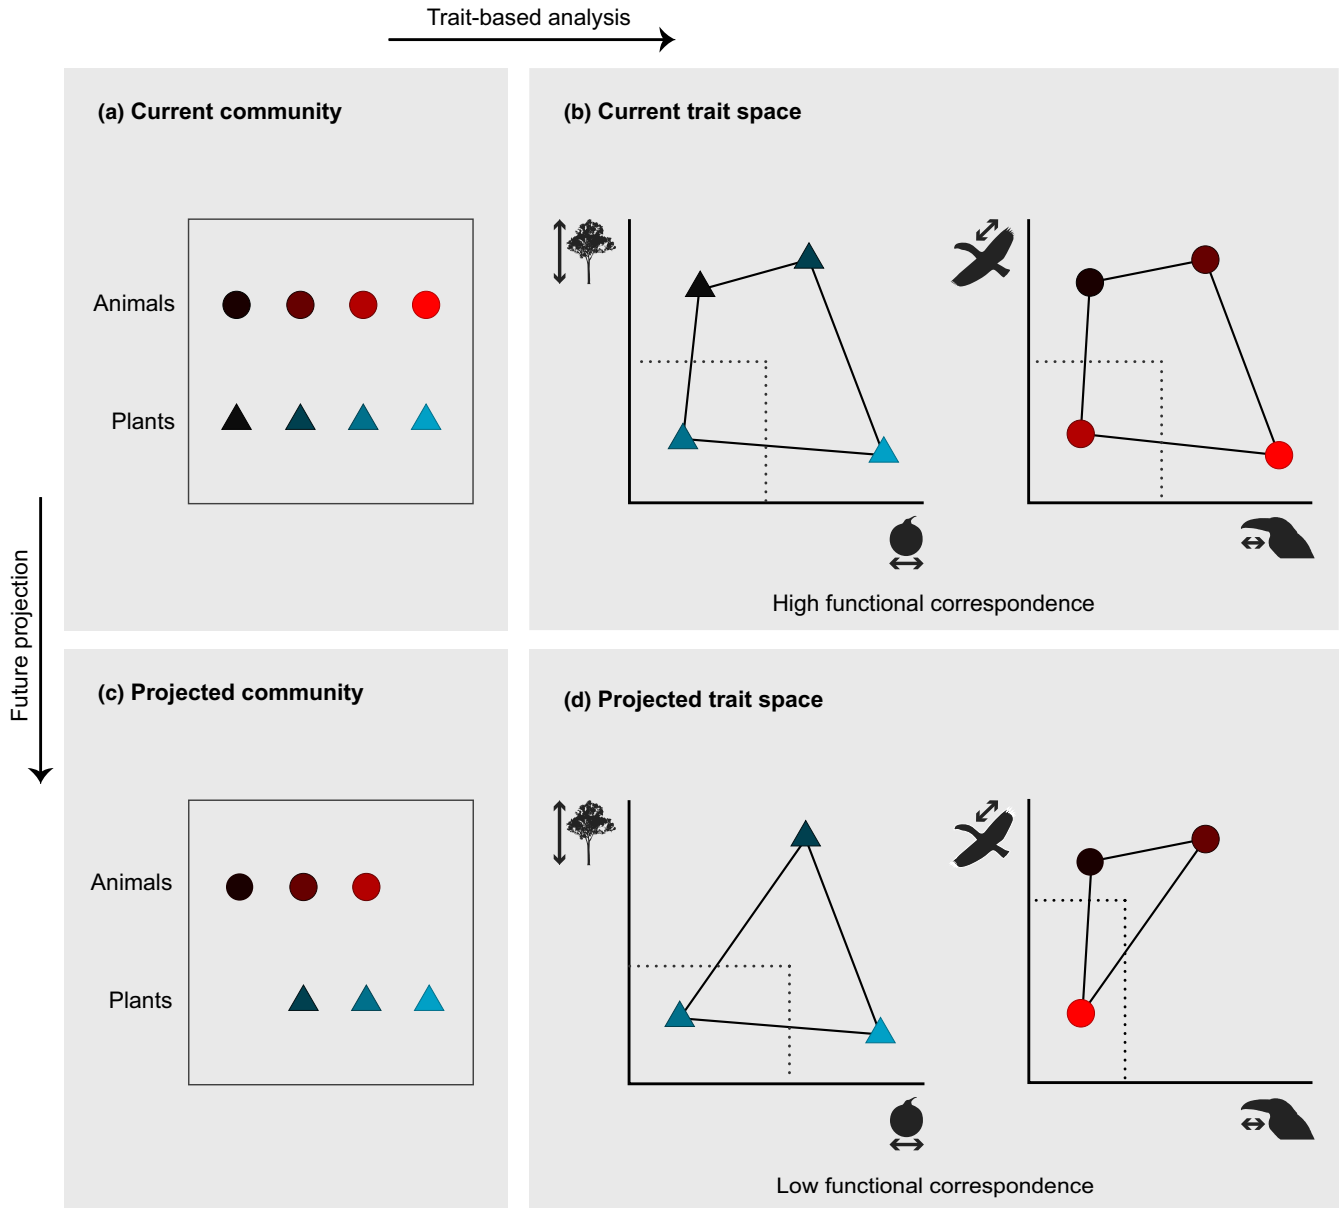 Trait-based analysis
(a) Current community
(b) Current trait space
Animals
Plants
High functional correspondence
Future projection
(c) Projected community
(d) Projected trait space
Animals
Plants
Low functional correspondence